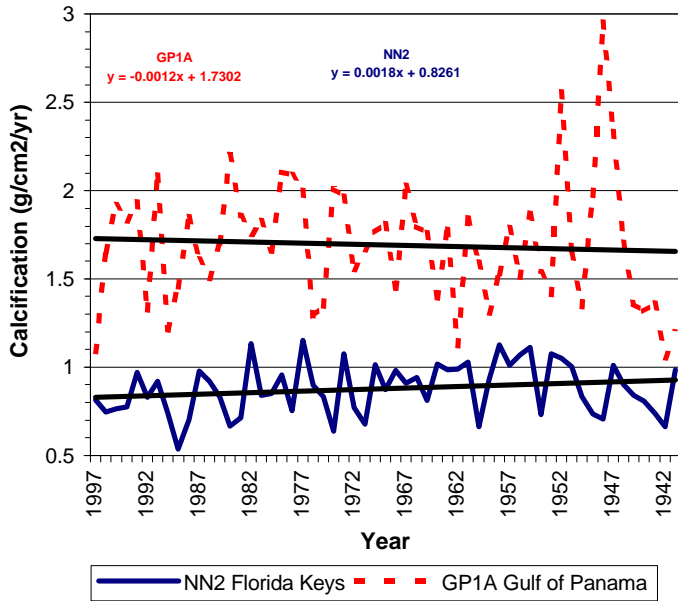 3
GP1A
NN2
y = -0.0012x + 1.7302
y = 0.0018x + 0.8261
2.5
2
1.5
1
0.5
Calcification (g/cm2/yr)
1997
1992
1987
1982
1977
1972
1967
1962
1957
1952
1947
1942
Year
NN2 Florida Keys
GP1A Gulf of Panama